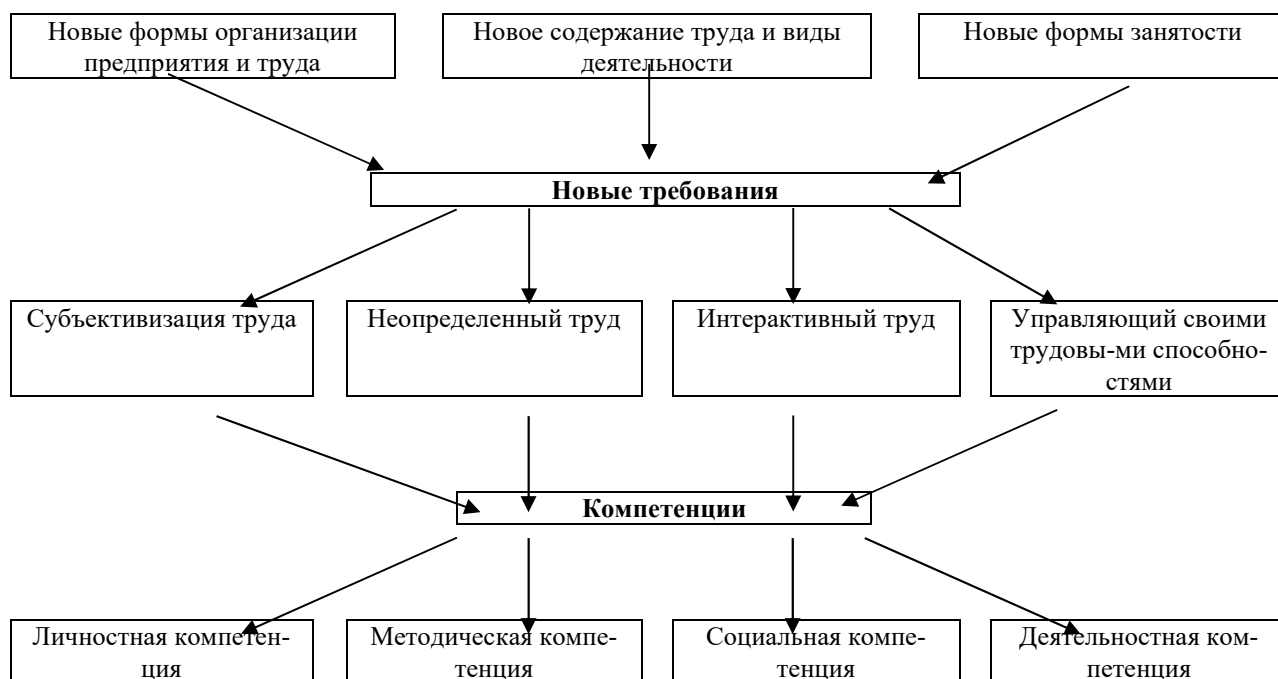 Новые формы организации
предприятия и труда
Новое содержание труда и виды
деятельности
Новые формы занятости
Новые требования
Субъективизация труда
Неопределенный труд
Интерактивный труд
Управляющий своими
трудовы-ми способно-
стями
Компетенции
Личностная компетен-
ция
Методическая компе-
тенция
Социальная компе-
тенция
Деятельностная ком-
петенция